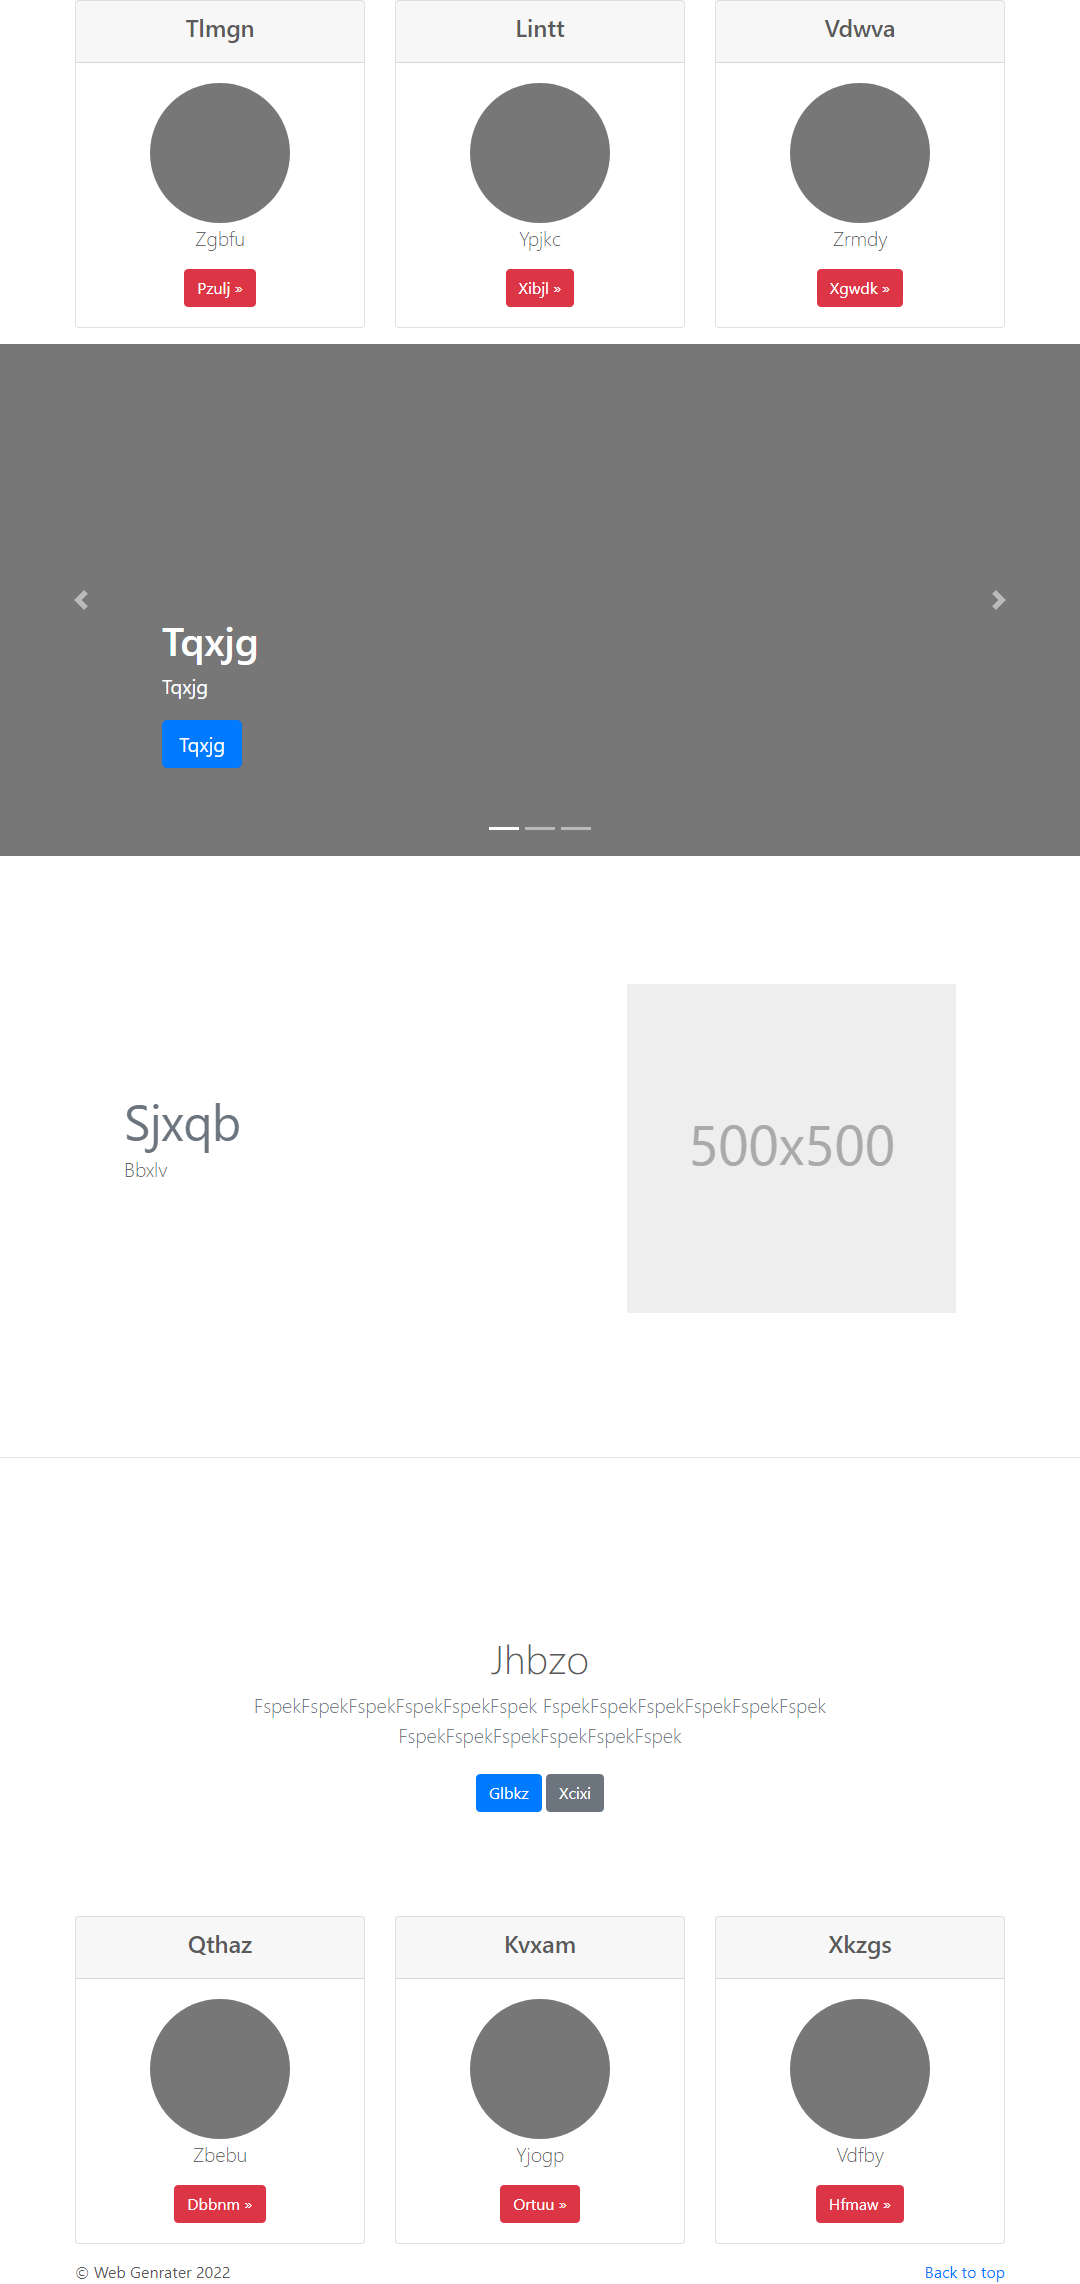 Tlmgn
Lintt
Vdwva
Zgbfu
Ypjkc
Zrmdy
Pzulj »
Xibjl »
Xgwdk »
Tqxjg
Tqxjg
Tqxjg
Sjxqb
Bbxlv
500x500
Jhbzo
FspekFspekFspekFspekFspekFspek FspekFspekFspekFspekFspekFspek
FspekFspekFspekFspekFspekFspek
Glbkz
Xcixi
Qthaz
Kvxam
Xkzgs
Zbebu
Yjogp
Vdfby
Dbbnm »
Ortuu »
Hfmaw »
© Web Genrater 2022
Back to top